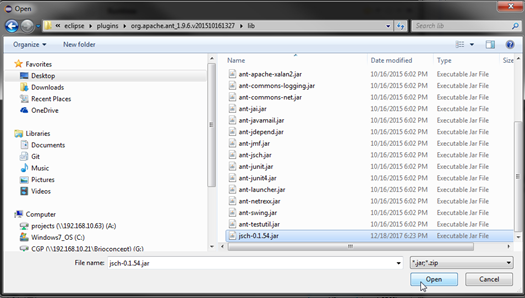 Open
« eclipse ▸ plugins ▸ org.apache.ant_1.9.6.v201510161327 ▸ lib
Search lib
Organize
New folder
Name
Date modified
Type
Size
Favorites
Desktop
Downloads
Recent Places
OneDrive
Libraries
Documents
Git
Music
Pictures
Videos
Computer
projects (\\192.168.10.63) (A:)
Windows7_OS (C:)
CGP (\\192.168.10.21\Brioconcept) (G:)
ant-apache-xalan2.jar 10/16/2015 6:02 PM Executable Jar File
ant-commons-logging.jar 10/16/2015 6:02 PM Executable Jar File
ant-commons-net.jar 10/16/2015 6:02 PM Executable Jar File
ant-jai.jar 10/16/2015 6:02 PM Executable Jar File
ant-javamail.jar 10/16/2015 6:02 PM Executable Jar File
ant-jdepend.jar 10/16/2015 6:02 PM Executable Jar File
ant-jmf.jar 10/16/2015 6:02 PM Executable Jar File
ant-jsch.jar 10/16/2015 6:02 PM Executable Jar File
ant-junit.jar 10/16/2015 6:02 PM Executable Jar File
ant-junit4.jar 10/16/2015 6:02 PM Executable Jar File
ant-launcher.jar 10/16/2015 6:02 PM Executable Jar File
ant-netrexx.jar 10/16/2015 6:02 PM Executable Jar File
ant-swing.jar 10/16/2015 6:02 PM Executable Jar File
ant-testutil.jar 10/16/2015 6:02 PM Executable Jar File
jsch-0.1.54.jar 12/18/2017 6:23 PM Executable Jar File
File name: jsch-0.1.54.jar
*.jar;*.zip
Open
Cancel